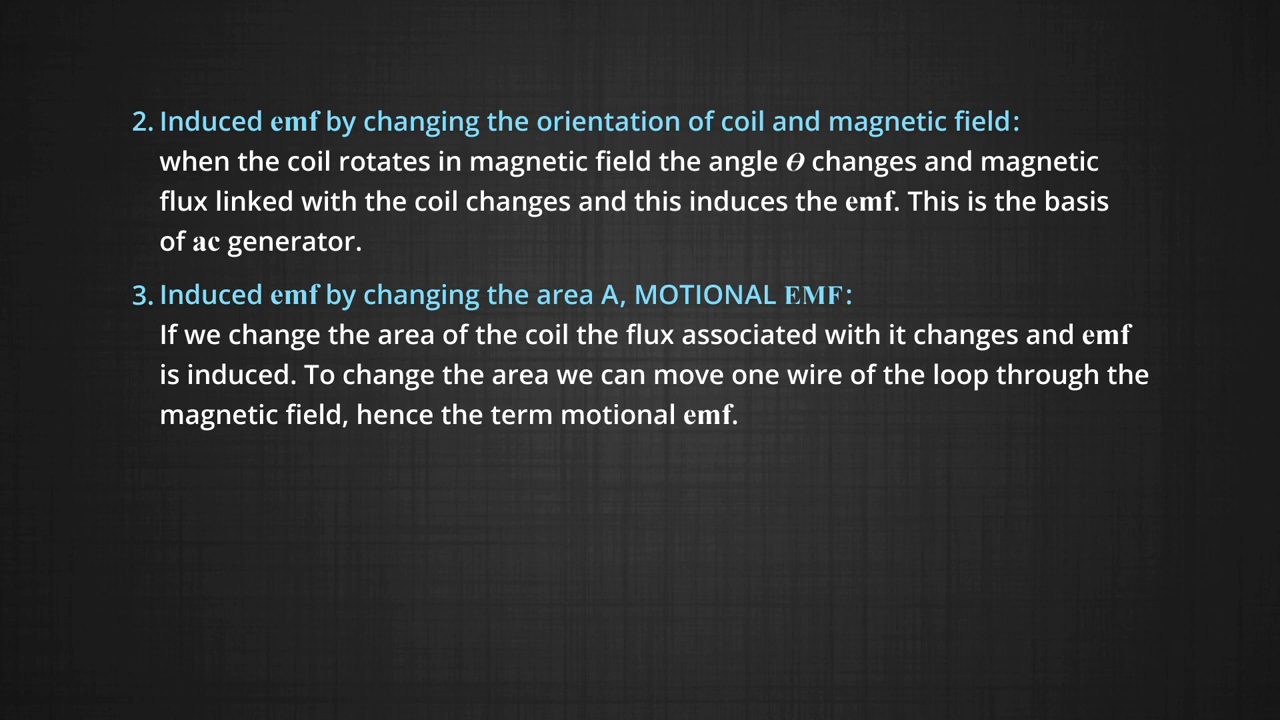 2. Induced emf by changing the orientation of coil and magnetic field:
when the coil rotates in magnetic field the angle θ changes and magnetic
flux linked with the coil changes and this induces the emf. This is the basis
of ac generator.
3. Induced emf by changing the area A, MOTIONAL EMF:
If we change the area of the coil the flux associated with it changes and emf
is induced. To change the area we can move one wire of the loop through the
magnetic field, hence the term motional emf.